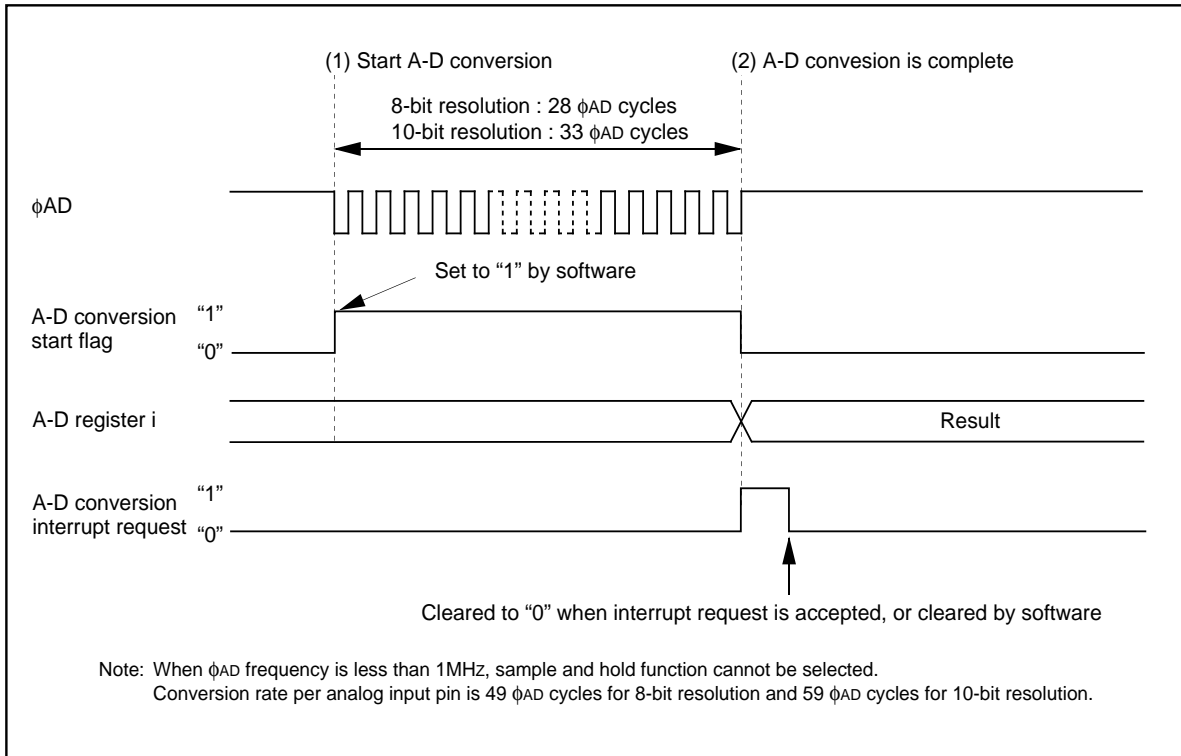 (1) Start A-D conversion
(2) A-D convesion is complete
8-bit resolution : 28 ϕAD cycles
10-bit resolution : 33 ϕAD cycles
ϕAD
Set to “1” by software
A-D conversion
start flag
“1”
“0”
A-D register i
Result
A-D conversion
interrupt request
“1”
“0”
Cleared to “0” when interrupt request is accepted, or cleared by software
Note: When ϕAD frequency is less than 1MHz, sample and hold function cannot be selected.
Conversion rate per analog input pin is 49 ϕAD cycles for 8-bit resolution and 59 ϕAD cycles for 10-bit resolution.